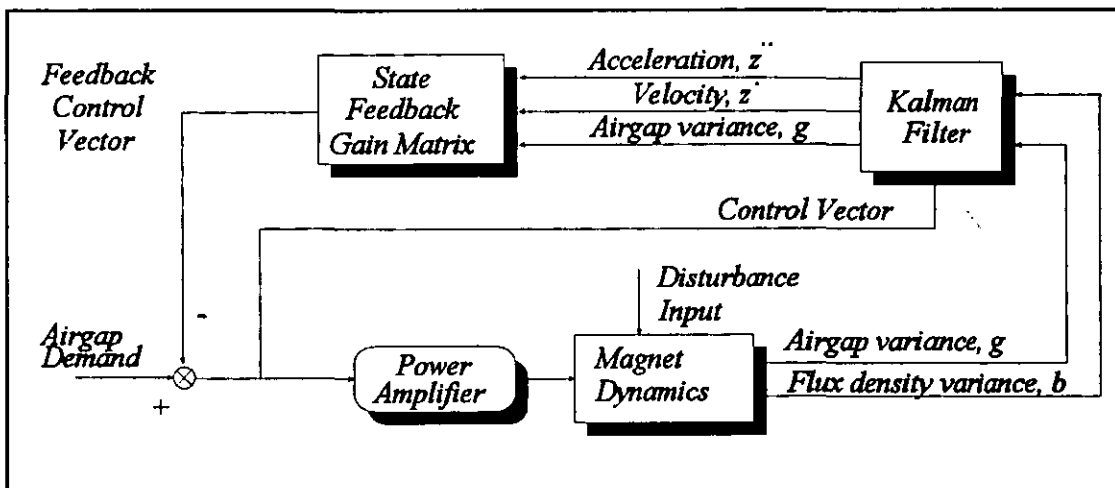 Feedback
Control
Vector
State
Feedback
Gain Matrix
Acceleration, z¨
Velocity, z˙
Airgap variance, g
Kalman
Filter
Control Vector
Disturbance
Input
Airgap
Demand
-
+
Power
Amplifier
Magnet
Dynamics
Airgap variance, g
Flux density variance, b